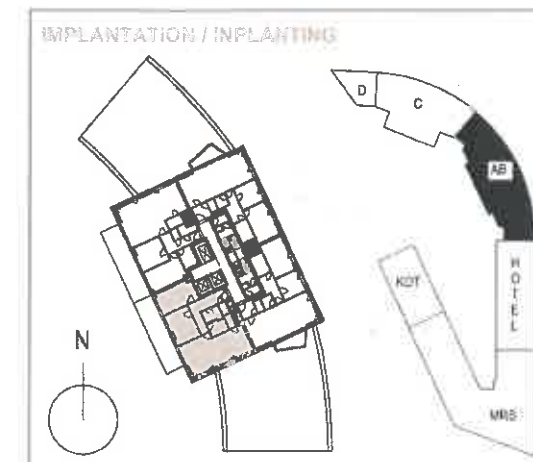 IMPLANTATION / INPLANTING
D
C
AB
HOTEL
KOT
MRS
N